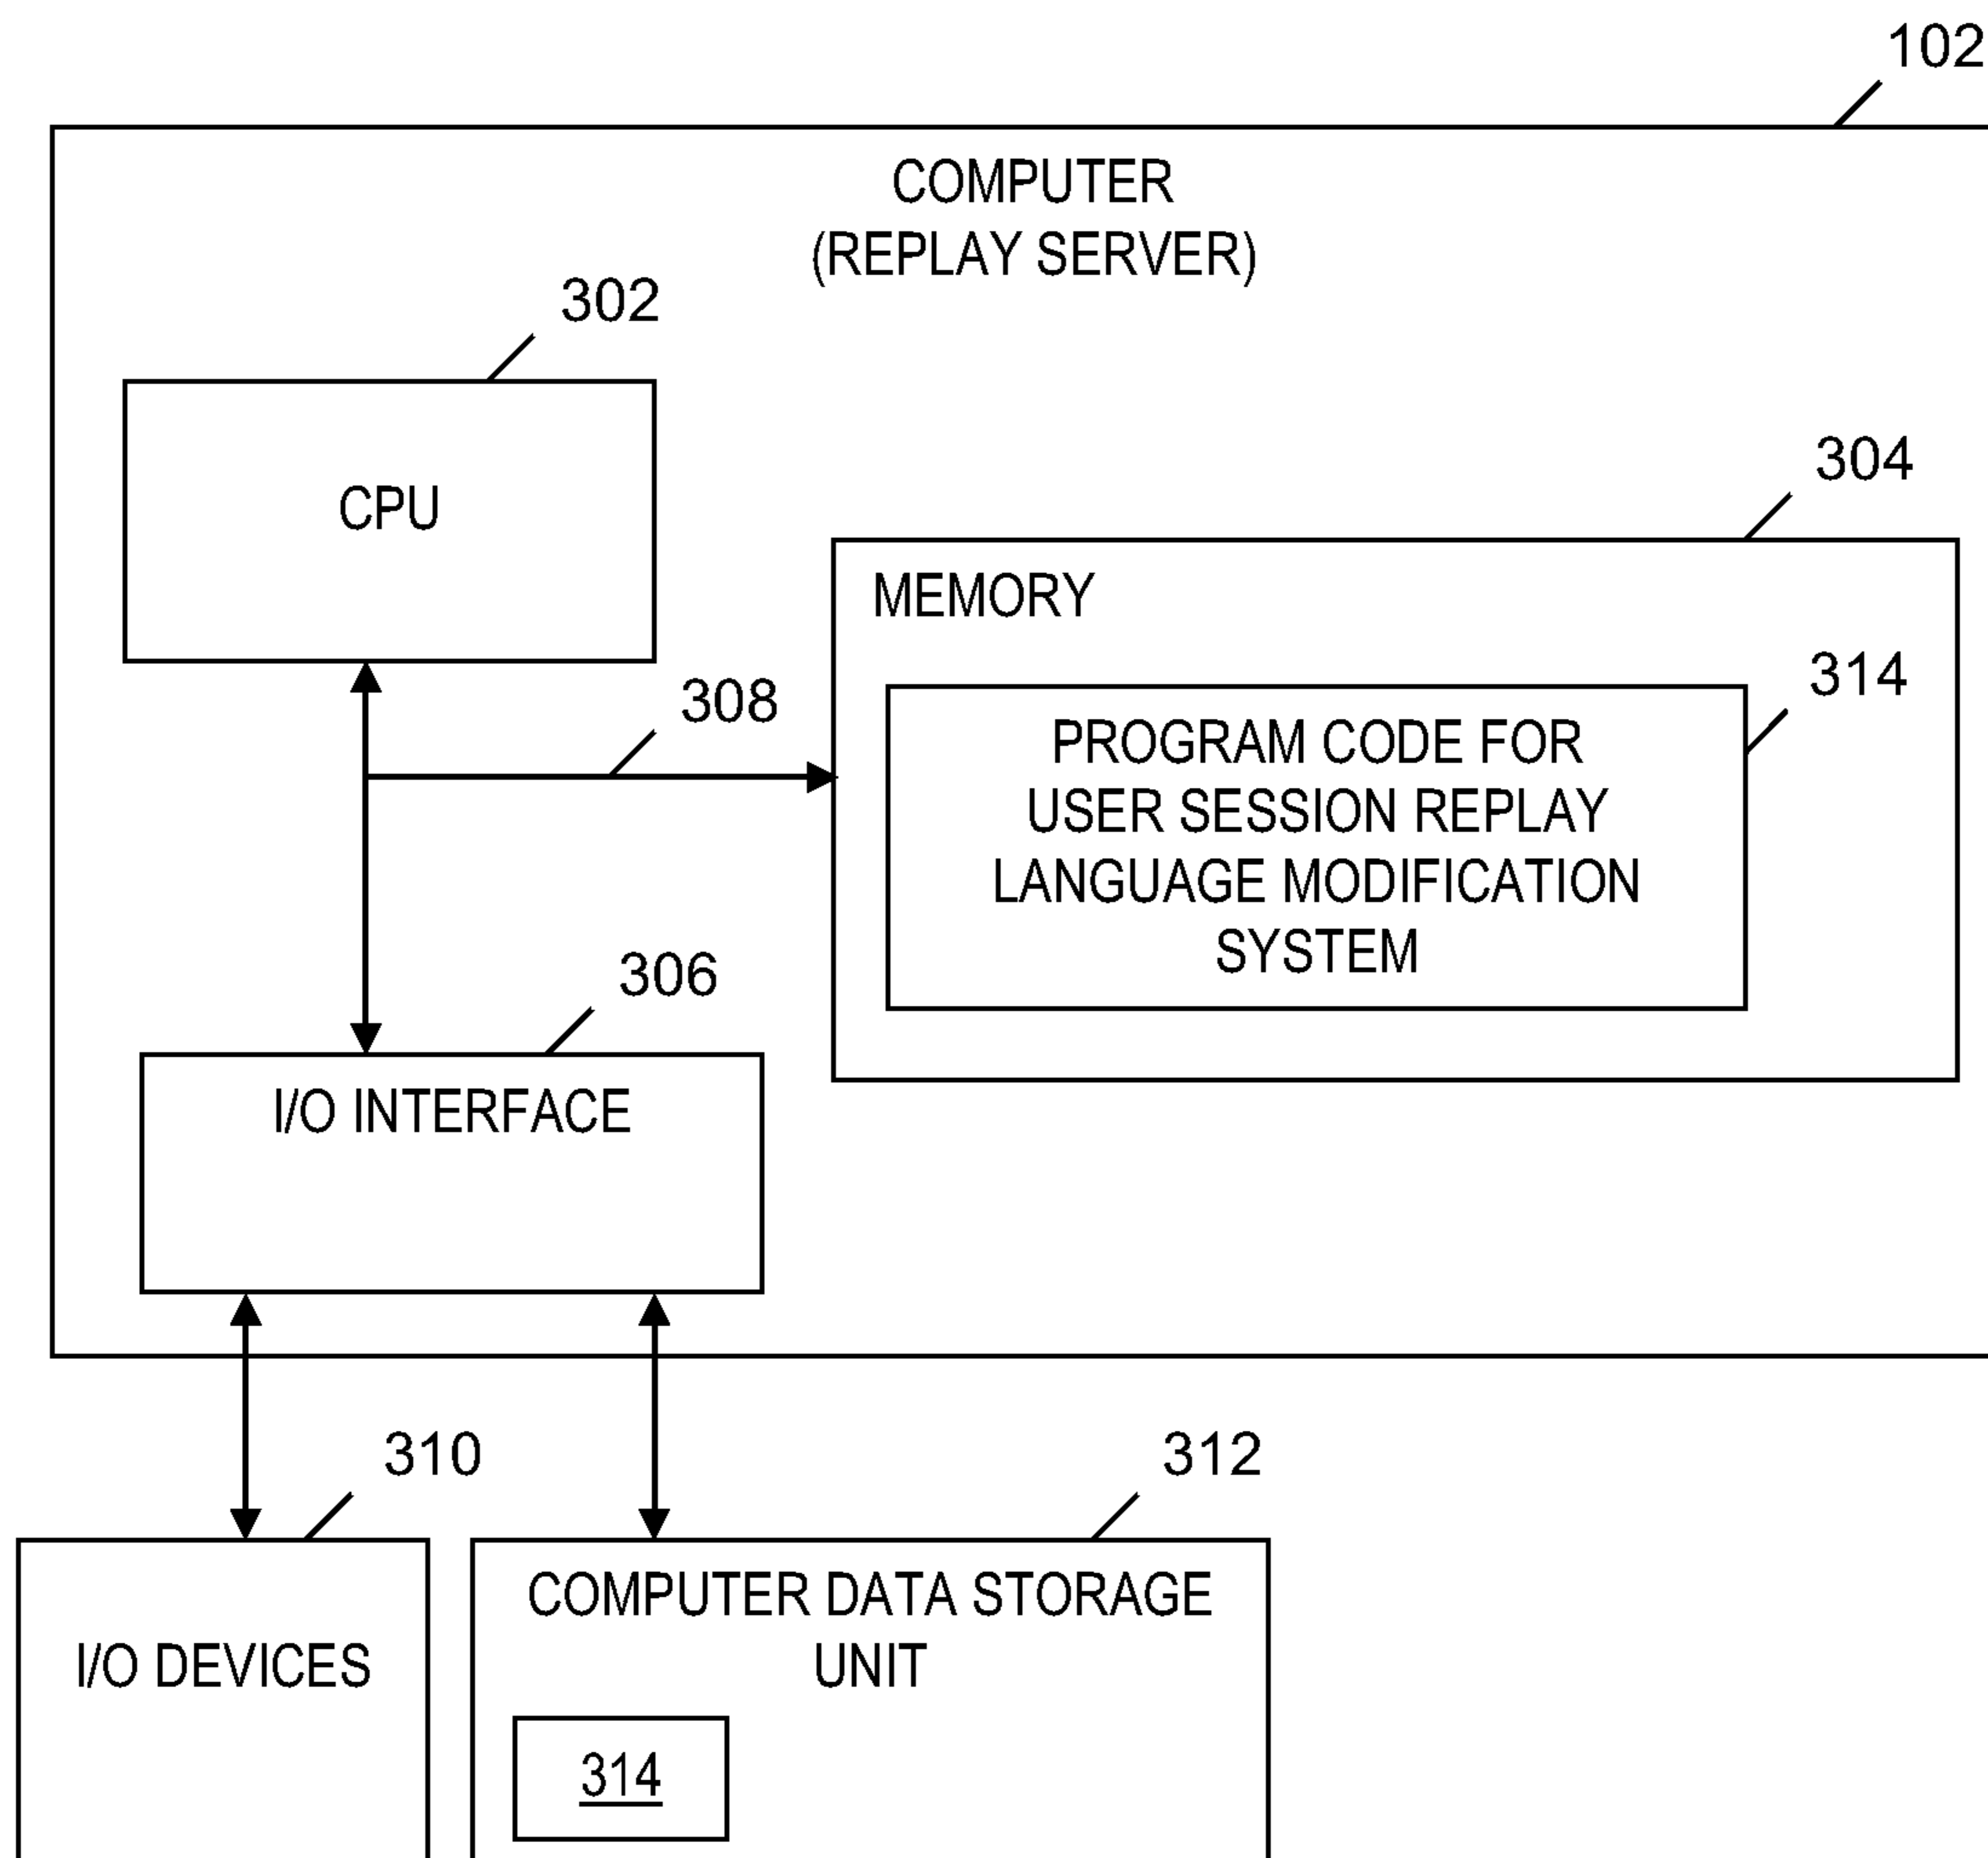 102
COMPUTER
(REPLAY SERVER)
302
CPU
304
MEMORY
308
314
PROGRAM CODE FOR
USER SESSION REPLAY
LANGUAGE MODIFICATION
SYSTEM
306
I/O INTERFACE
310
312
I/O DEVICES
COMPUTER DATA STORAGE
UNIT
314